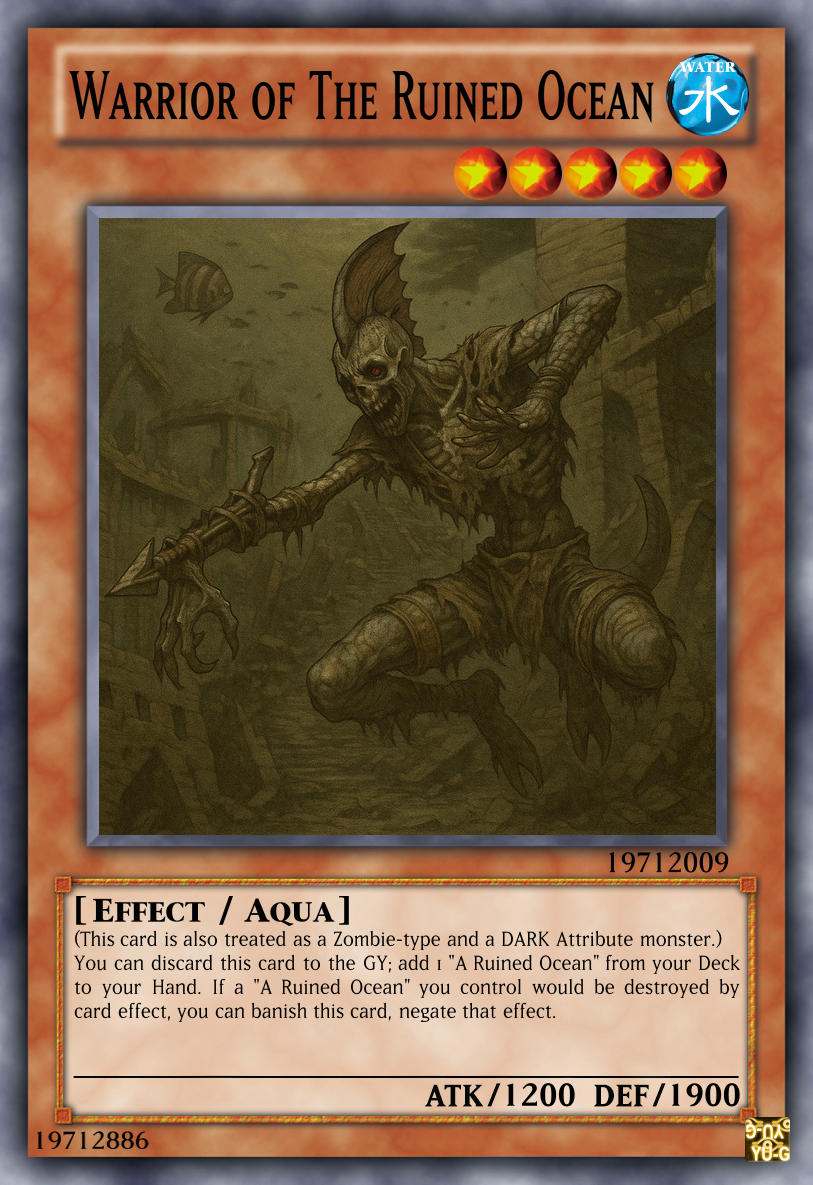 Warrior of The Ruined Ocean
WATER
水
19712009
[ Effect / Aqua ]
(This card is also treated as a Zombie-type and a DARK Attribute monster.)
You can discard this card to the GY; add 1 "A Ruined Ocean" from your Deck
to your Hand. If a "A Ruined Ocean" you control would be destroyed by
card effect, you can banish this card, negate that effect.
ATK/1200 DEF/1900
19712886
YU-G